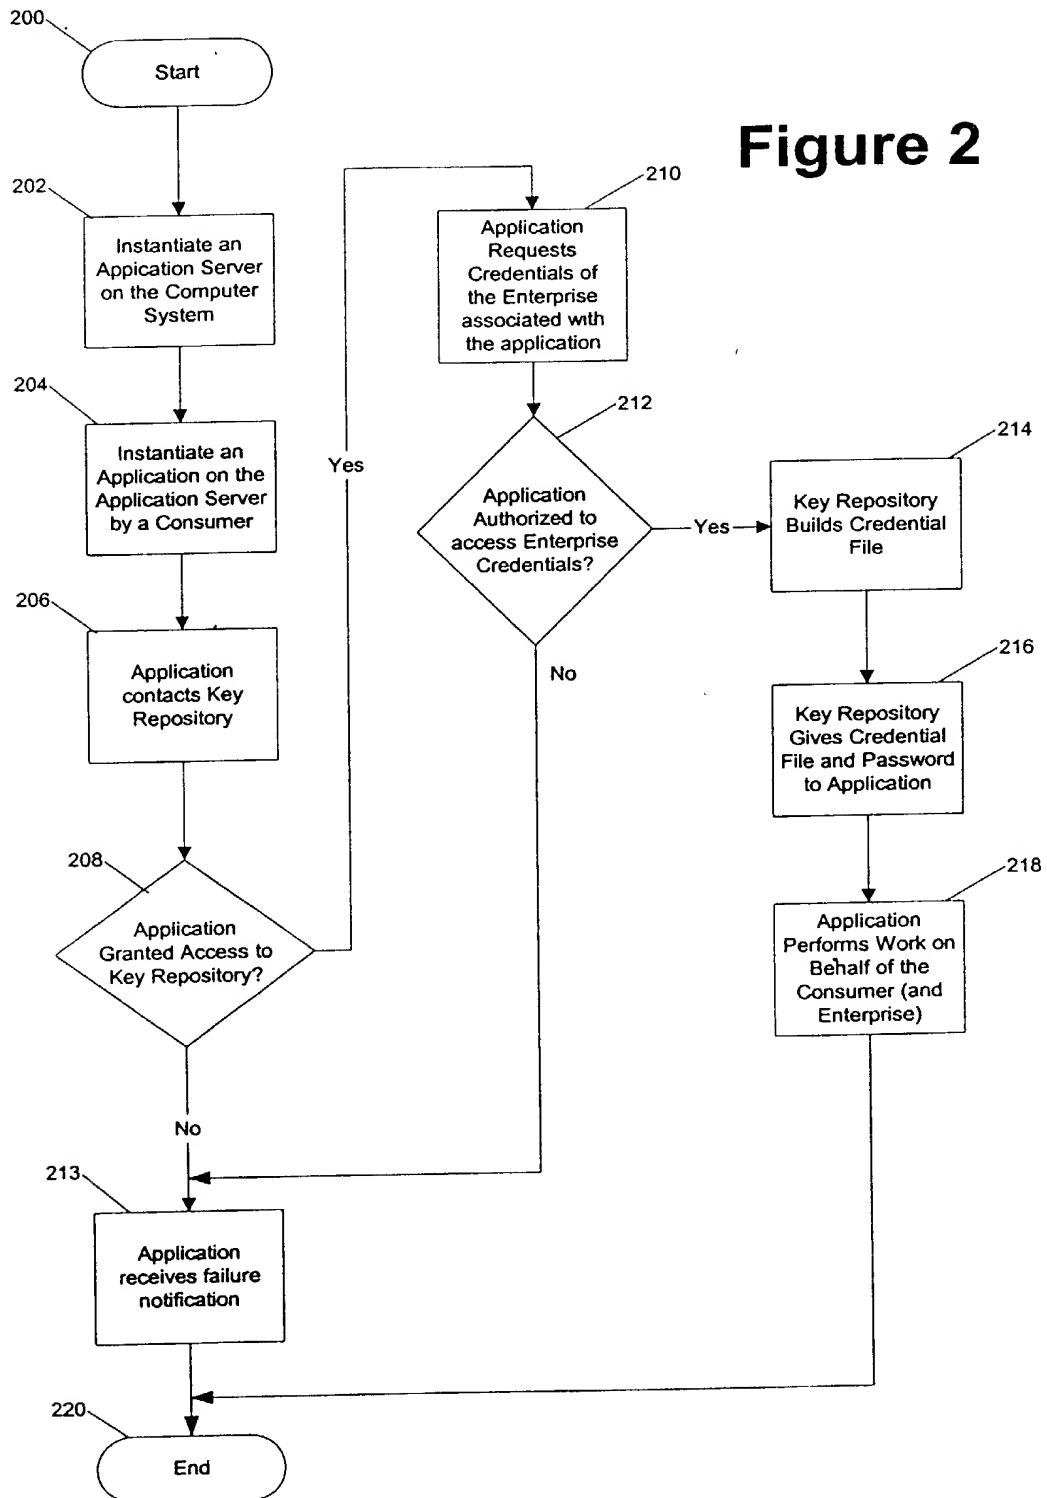 200
Start
Figure 2
202
Instantiate an
Appication Server
on the Computer
System
204
Instantiate an
Application on the
Application Server
by a Consumer
206
Application
contacts Key
Repository
208
Application
Granted Access to
Key Repository?
Yes
No
210
Application
Requests
Credentials of
the Enterprise
associated with
the application
212
Application
Authorized to
access Enterprise
Credentials?
Yes
No
213
Application
receives failure
notification
214
Key Repository
Builds Credential
File
216
Key Repository
Gives Credential
File and Password
to Application
218
Application
Performs Work on
Behalf of the
Consumer (and
Enterprise)
220
End